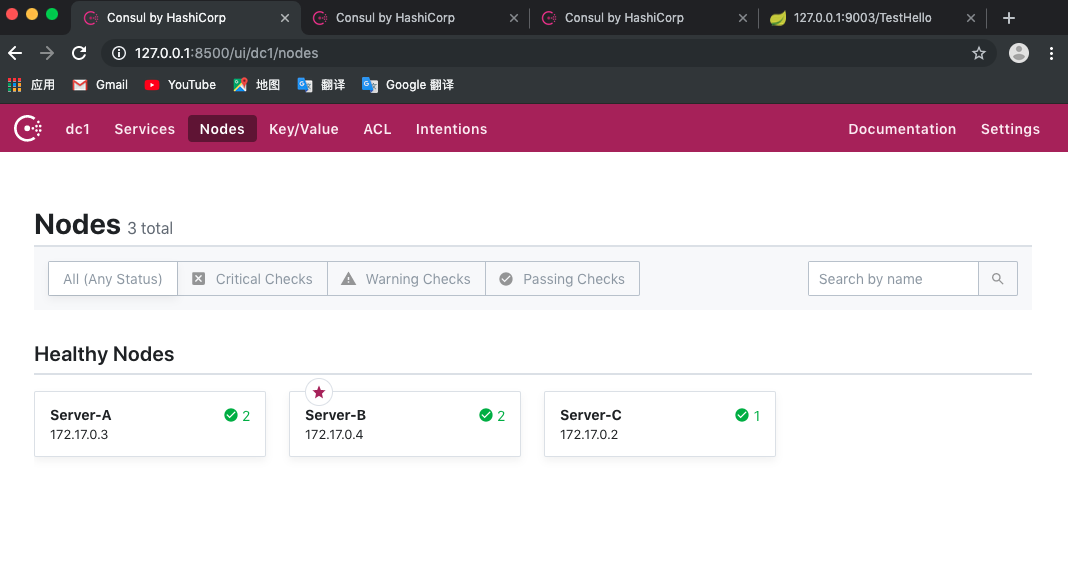 Consul by HashiCorp Consul by HashiCorp Consul by HashiCorp 127.0.0.1:9003/TestHello
127.0.0.1:8500/ui/dc1/nodes
应用 Gmail YouTube 地图 翻译 Google 翻译
dc1 Services Nodes Key/Value ACL Intentions Documentation Settings
Nodes 3 total
All (Any Status) Critical Checks Warning Checks Passing Checks Search by name
Healthy Nodes
Server-A 2 Server-B 2 Server-C 1
172.17.0.3 172.17.0.4 172.17.0.2